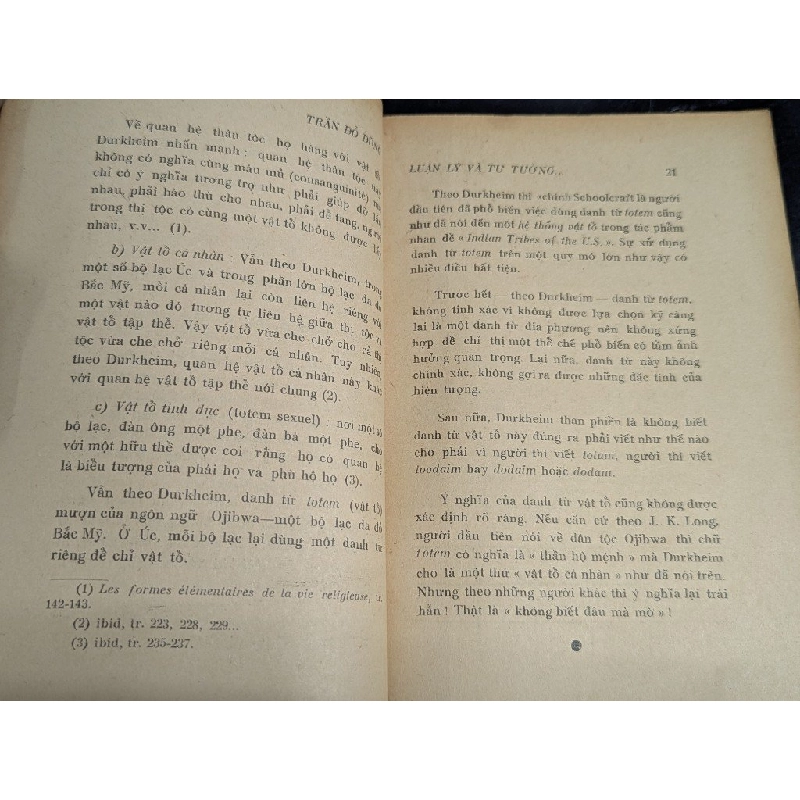 TRẦN ĐỖ
Về quan hệ thân tộc họ hàng với vật
Durkheim nhấn mạnh : quan hệ thân tộc
không có nghĩa cùng máu mủ (consanguinité) mà
chỉ có ý nghĩa tương trợ như phải giúp đỡ lẫn
nhau, phải báo thù cho nhau, phải để tang, người
trong thị tộc có cùng một vật tổ không được lấy
nhau, v.v... (1).
b) Vật tổ cá nhân : Vẫn theo Durkheim, trong
một số bộ lạc Úc và trong phần lớn bộ lạc da đỏ
Bắc Mỹ, mỗi cá nhân lại còn liên hệ riêng với
một vật nào đó tương tự liên hệ giữa thị tộc và
vật tổ tập thể. Vậy vật tổ vừa che chở cho cả thị
tộc vừa che chở riêng mỗi cá nhân. Tuy nhiên
theo Durkheim, quan hệ vật tổ cá nhân này khác
với quan hệ vật tổ tập thể nói chung (2).
c) Vật tổ tính dục (totem sexuel) : nơi một số
bộ lạc, đàn ông một phe, đàn bà một phe, cho
với một hữu thể được coi rằng họ có quan hệ
là biểu tượng của phái họ và phù hộ họ (3).
Vẫn theo Durkheim, danh từ totem (vật tổ)
mượn của ngôn ngữ Ojibwa—một bộ lạc da đỏ
Bắc Mỹ. Ở Úc, mỗi bộ lạc lại dùng một danh từ
riêng để chỉ vật tổ.
(1) Les formes élémentaires de la vie religieuse,
142-143.
(2) ibid, tr. 223, 228, 229...
(3) ibid, tr. 235-237.
LUÂN LÝ VÀ TƯ TƯỞNG... 21
Theo Durkheim thì chính Schoolcraft là người
đầu tiên đã phổ biến việc dùng danh từ totem cũng
như đã nói đến một hệ thống vật tổ trong tác phẩm
nhan đề « Indian Tribes of the U.S. ». Sự sử dụng
danh từ totem trên một quy mô lớn như vậy có
nhiều điều bất tiện.
Trước hết — theo Durkheim — danh từ totem,
không tính xác vì không được lựa chọn kỹ càng
lại là một danh từ địa phương nên không xứng
hợp để chỉ thị một thể chế phổ biến có tầm ảnh
hưởng quan trọng. Lại nữa, danh từ này không
chính xác, không gợi ra được những đặc tính của
hiện tượng.
Sau nữa, Durkheim than phiền là không biết
danh từ vật tổ này đúng ra phải viết như thế nào
cho phải vì người thì viết totam, người thì viết
toodaim hay dodaim hoặc dodam.
Ý nghĩa của danh từ vật tổ cũng không được
xác định rõ ràng. Nếu căn cứ theo J. K. Long,
người đầu tiên nói về dân tộc Ojibwa thì chữ
totem có nghĩa là « thần hộ mệnh » mà Durkheim
cho là một thứ « vật tổ cá nhân » như đã nói trên.
Nhưng theo những người khác thì ý nghĩa lại trái
hẳn ! Thật là « không biết đâu mà mò » !